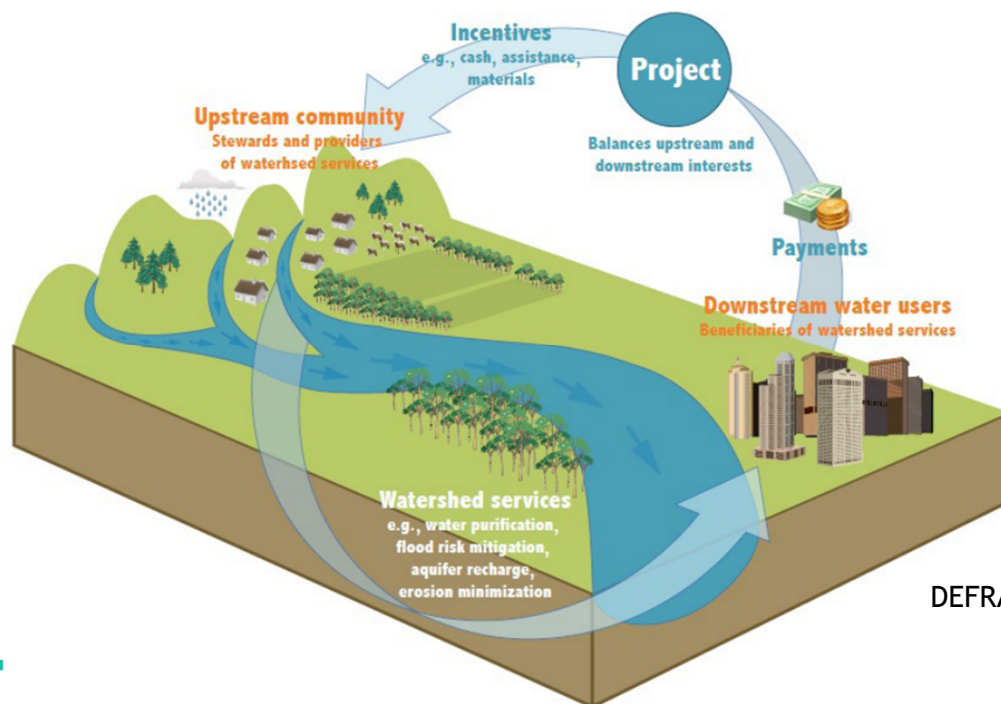 Incentives
e.g., cash, assistance,
materials
Project
Balances upstream and
downstream interests
Upstream community
Stewards and providers
of waterhsed services
Payments
Downstream water users
Beneficiaries of watershed services
Watershed services
e.g., water purification,
flood risk mitigation,
aquifer recharge,
erosion minimization
DEFRA